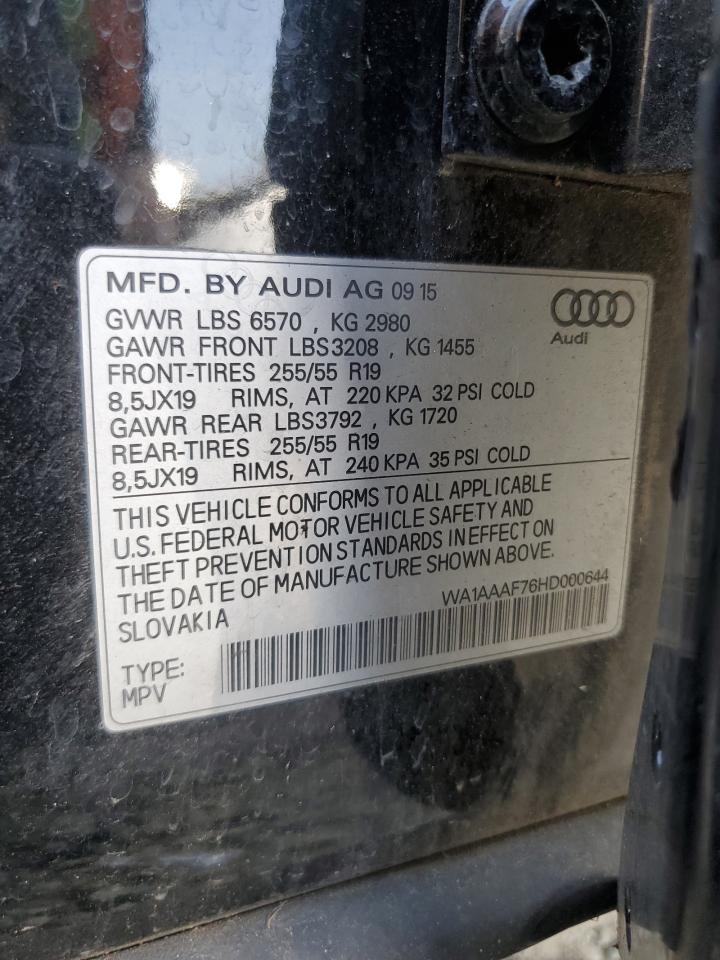 MFD. BY AUDI AG 09 15
Audi
GVWR LBS 6570 , KG 2980
GAWR FRONT LBS3208 , KG 1455
FRONT-TIRES 255/55 R19
8,5JX19 RIMS, AT 220 KPA 32 PSI COLD
GAWR REAR LBS3792 , KG 1720
REAR-TIRES 255/55 R19
8,5JX19 RIMS, AT 240 KPA 35 PSI COLD
THIS VEHICLE CONFORMS TO ALL APPLICABLE
U.S. FEDERAL MOTOR VEHICLE SAFETY AND
THEFT PREVENTION STANDARDS IN EFFECT ON
THE DATE OF MANUFACTURE SHOWN ABOVE.
SLOVAKIA
WA1AAAF76HD000644
TYPE:
MPV